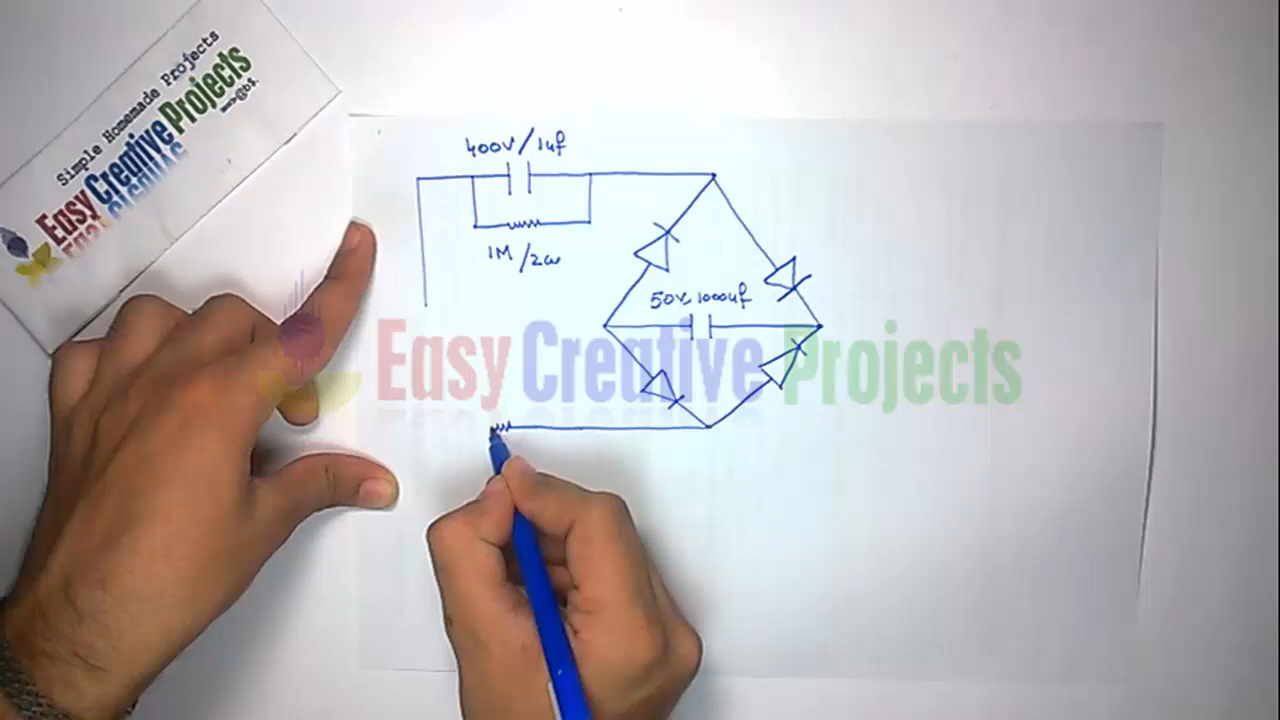 Simple Homemade Projects
Easy Creative Projects
400V/1uf
1M/2w
50v, 1000uf
Easy Creative Projects